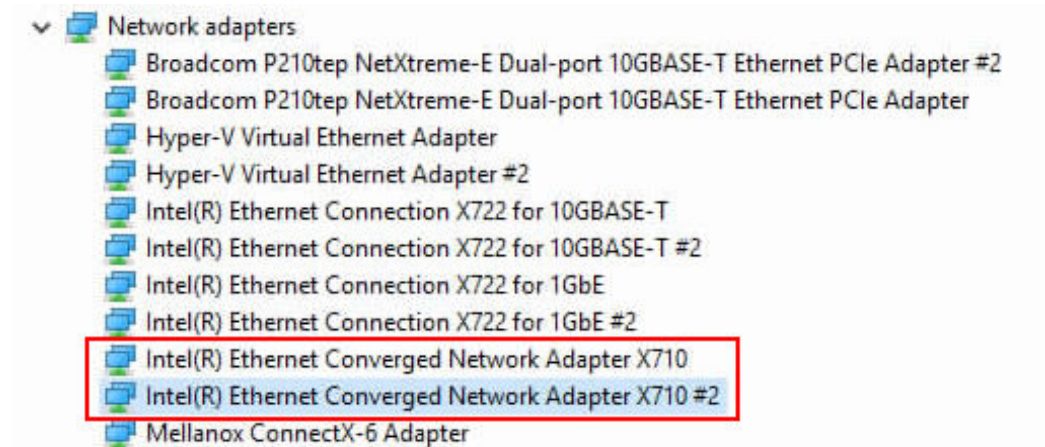 Network adapters
Broadcom P210tep NetXtreme-E Dual-port 10GBASE-T Ethernet PCIe Adapter #2
Broadcom P210tep NetXtreme-E Dual-port 10GBASE-T Ethernet PCIe Adapter
Hyper-V Virtual Ethernet Adapter
Hyper-V Virtual Ethernet Adapter #2
Intel(R) Ethernet Connection X722 for 10GBASE-T
Intel(R) Ethernet Connection X722 for 10GBASE-T #2
Intel(R) Ethernet Connection X722 for 1GbE
Intel(R) Ethernet Connection X722 for 1GbE #2
Intel(R) Ethernet Converged Network Adapter X710
Intel(R) Ethernet Converged Network Adapter X710 #2
Mellanox ConnectX-6 Adapter